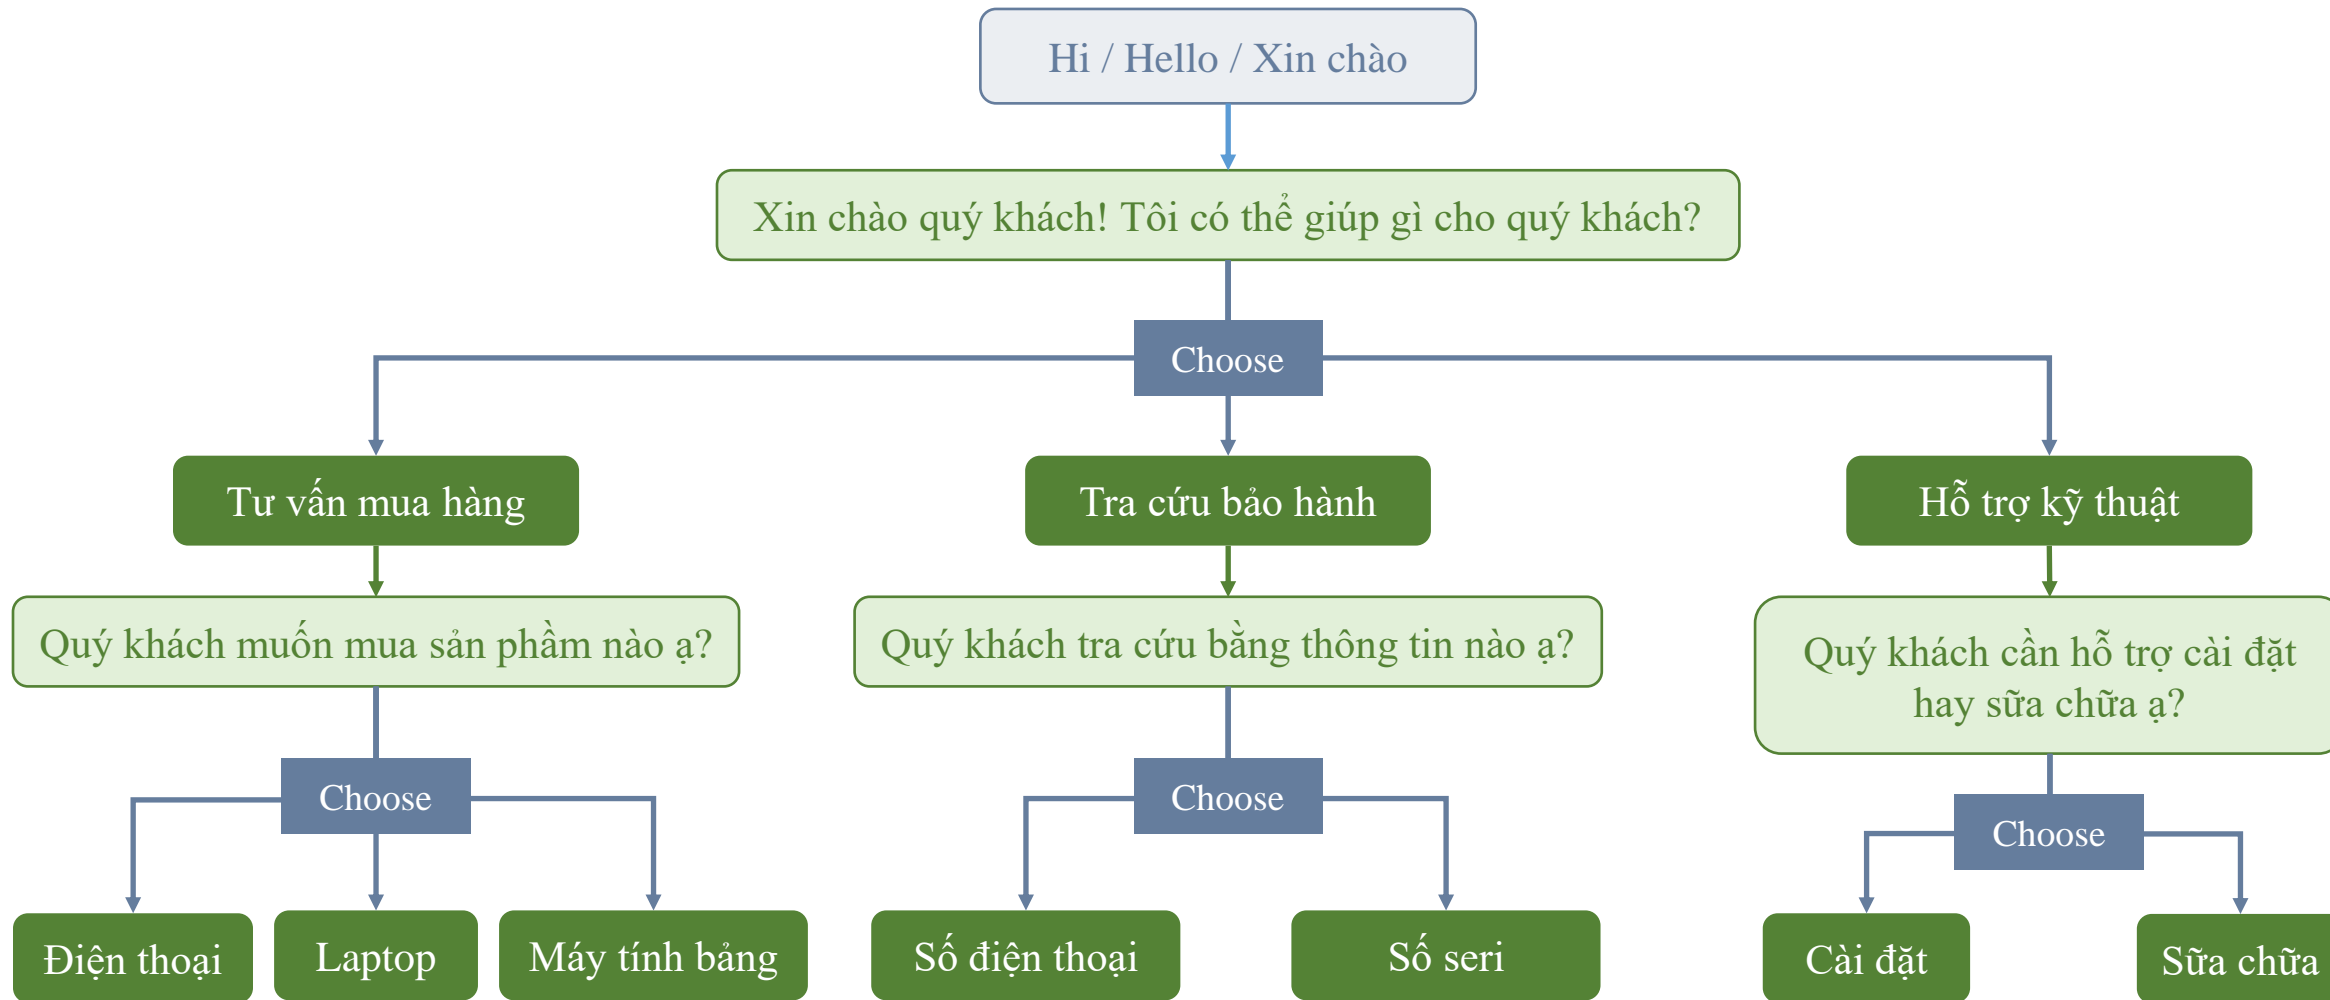 Hi / Hello / Xin chào
Xin chào quý khách! Tôi có thể giúp gì cho quý khách?
Choose
Tư vấn mua hàng
Tra cứu bảo hành
Hỗ trợ kỹ thuật
Quý khách muốn mua sản phẩm nào ạ?
Quý khách tra cứu bằng thông tin nào ạ?
Quý khách cần hỗ trợ cài đặt
hay sữa chữa ạ?
Choose
Choose
Choose
Điện thoại
Laptop
Máy tính bảng
Số điện thoại
Số seri
Cài đặt
Sữa chữa